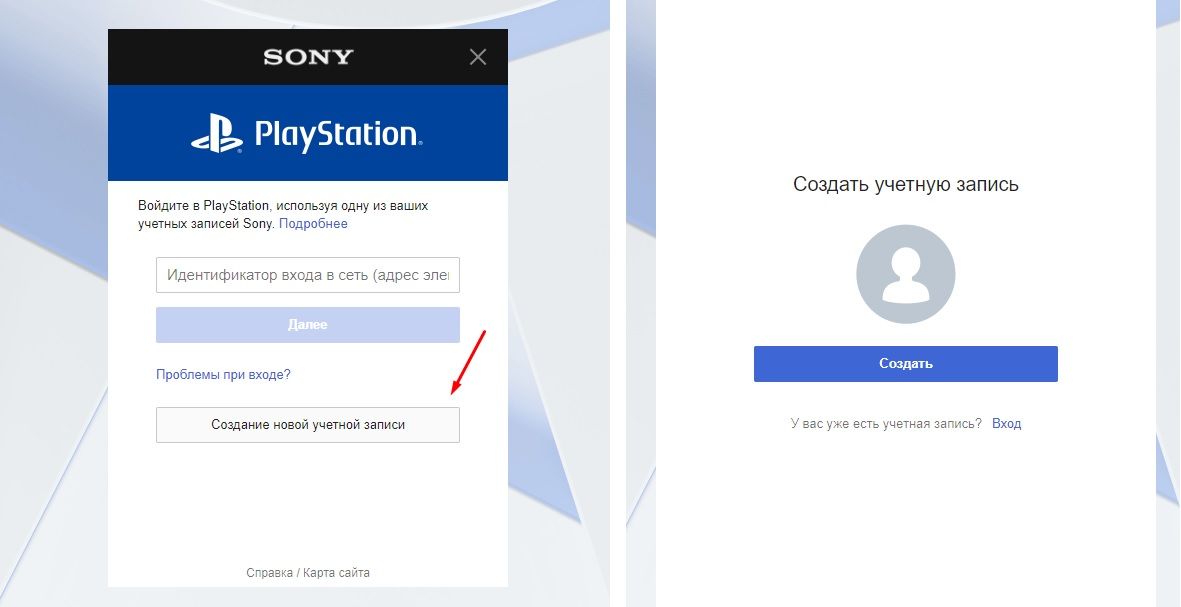 SONY
PlayStation®
Войдите в PlayStation, используя одну из ваших
учетных записей Sony. Подробнее
Идентификатор входа в сеть (адрес элеі
Далее
Проблемы при входе?
Создание новой учетной записи
Справка / Карта сайта
Создать учетную запись
Создать
У вас уже есть учетная запись? Вход